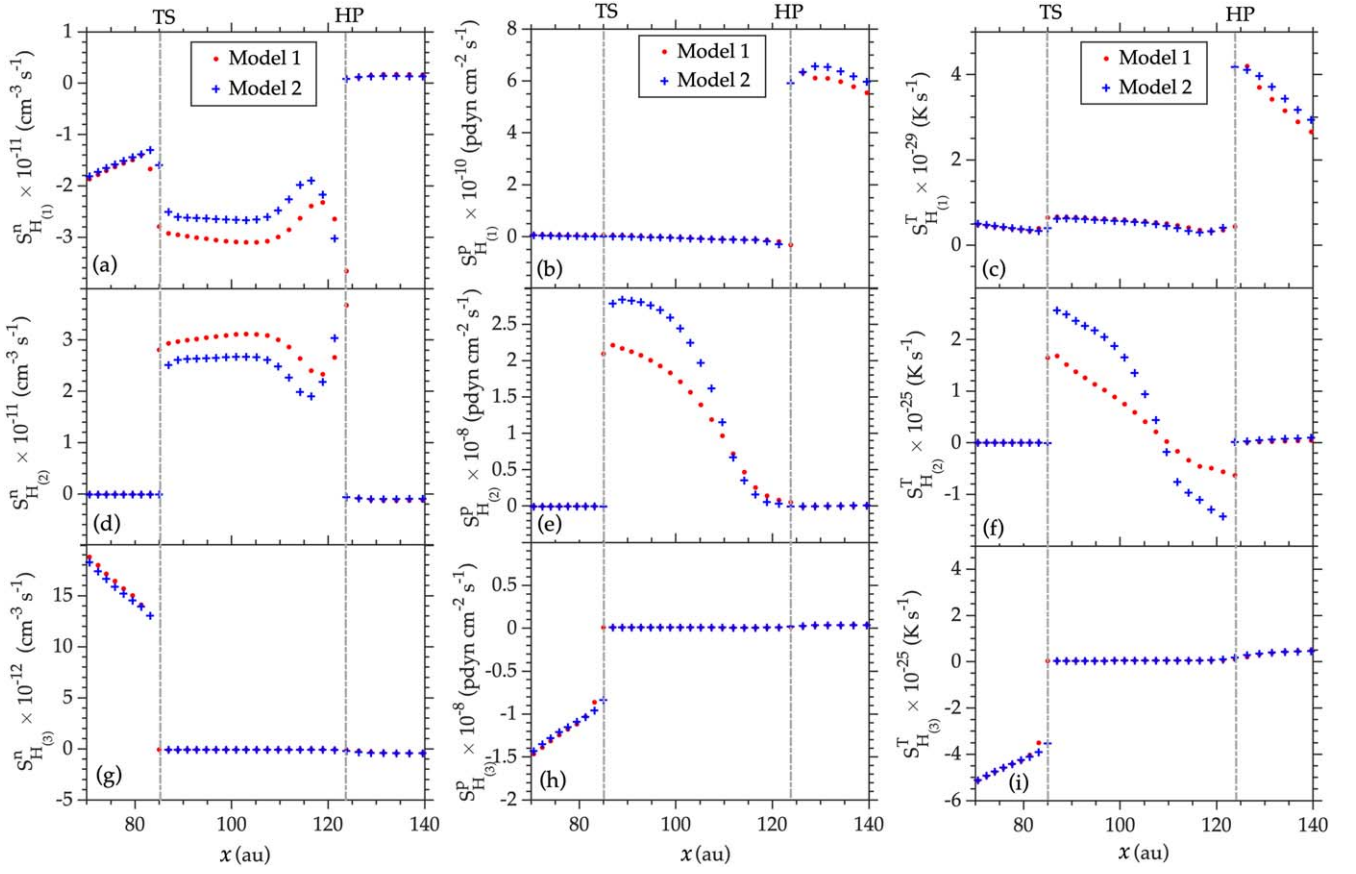 TS HP TS HP TS HP
Model 1
Model 2
Model 1
Model 2
Model 1
Model 2
S^n_H(1) × 10^-11 (cm^-3 s^-1)
1
0
-1
-2
-3
(a)
S^p_H(1) × 10^-10 (pdyn cm^-2 s^-1)
8
6
4
2
0
(b)
S^T_H(1) × 10^-29 (K s^-1)
4
2
0
(c)
S^n_H(2) × 10^-11 (cm^-3 s^-1)
3
2
1
0
(d)
S^p_H(2) × 10^-8 (pdyn cm^-2 s^-1)
2.5
2
1.5
1
0.5
0
(e)
S^T_H(2) × 10^-25 (K s^-1)
2
1
0
-1
(f)
S^n_H(3) × 10^-12 (cm^-3 s^-1)
15
10
5
0
-5
(g)
80 100 120 140
x (au)
S^p_H(3) × 10^-8 (pdyn cm^-2 s^-1)
0.5
0
-0.5
-1
-1.5
-2
(h)
80 100 120 140
x (au)
S^T_H(3) × 10^-25 (K s^-1)
4
2
0
-2
-4
-6
(i)
80 100 120 140
x (au)